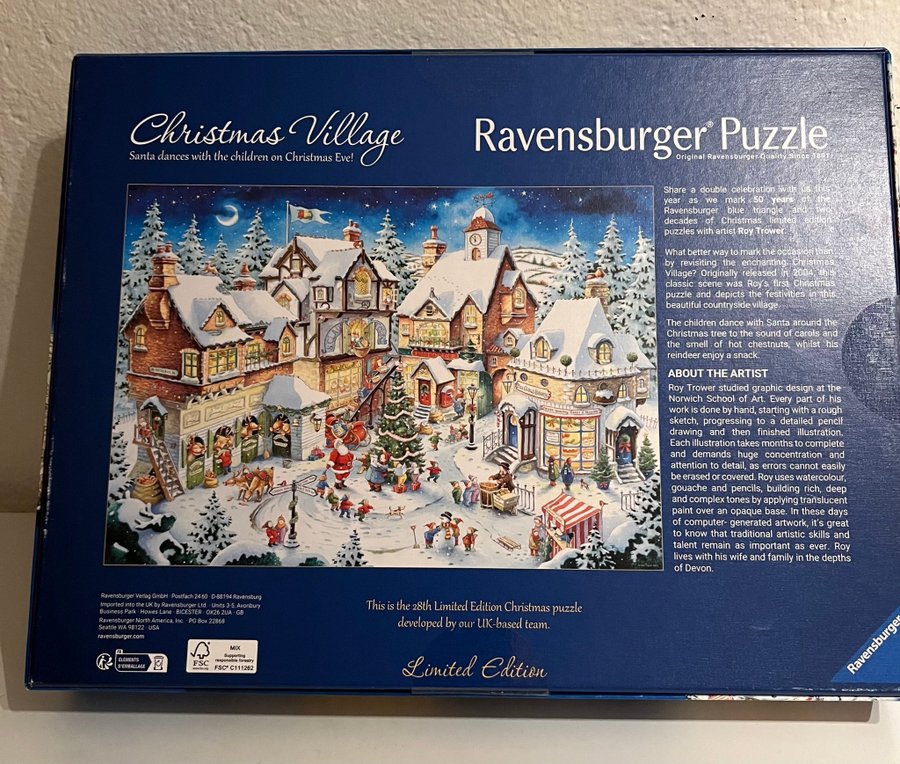 Christmas Village
Santa dances with the children on Christmas Eve!
Ravensburger® Puzzle
Original Ravensburger Quality Since 1891
Share a double celebration with us this
year as we mark 50 years of the
Ravensburger blue triangle and two
decades of Christmas limited edition
puzzles with artist Roy Trower.
What better way to mark the occasion than
by revisiting the enchanting Christmas
Village? Originally released in 2004, this
classic scene was Roy's first Christmas
puzzle and depicts the festivities in this
beautiful countryside village.
The children dance with Santa around the
Christmas tree to the sound of carols and
the smell of hot chestnuts, whilst his
reindeer enjoy a snack.
ABOUT THE ARTIST
Roy Trower studied graphic design at the
Norwich School of Art. Every part of his
work is done by hand, starting with a rough
sketch, progressing to a detailed pencil
drawing and then finished illustration.
Each illustration takes months to complete
and demands huge concentration and
attention to detail, as errors cannot easily
be erased or covered. Roy uses watercolour,
gouache and pencils, building rich, deep
and complex tones by applying translucent
paint over an opaque base. In these days
of computer- generated artwork, it's great
to know that traditional artistic skills and
talent remain as important as ever. Roy
lives with his wife and family in the depths
of Devon.
Ravensburger Verlag GmbH · Postfach 24 60 · D-88194 Ravensburg
Imported into the UK by Ravensburger Ltd. · Units 3-5, Avonbury
Business Park · Howes Lane · BICESTER · OX26 2UA · GB
Ravensburger North America, Inc. · PO Box 22868
Seattle WA 98122 · USA
ravensburger.com
FR
ÉLÉMENTS
D'EMBALLAGE
FSC
MIX
Supporting
responsible forestry
FSC® C111262
This is the 28th Limited Edition Christmas puzzle
developed by our UK-based team.
Limited Edition
Ravensburger